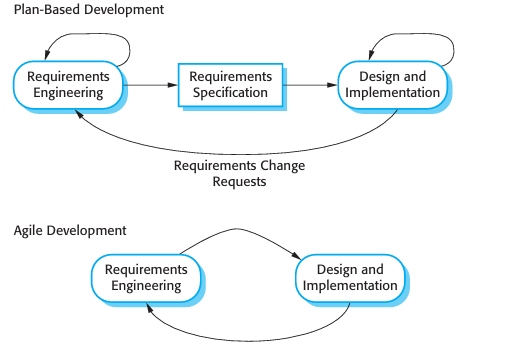 Plan-Based Development
Requirements
Engineering
Requirements
Specification
Design and
Implementation
Requirements Change
Requests
Agile Development
Requirements
Engineering
Design and
Implementation